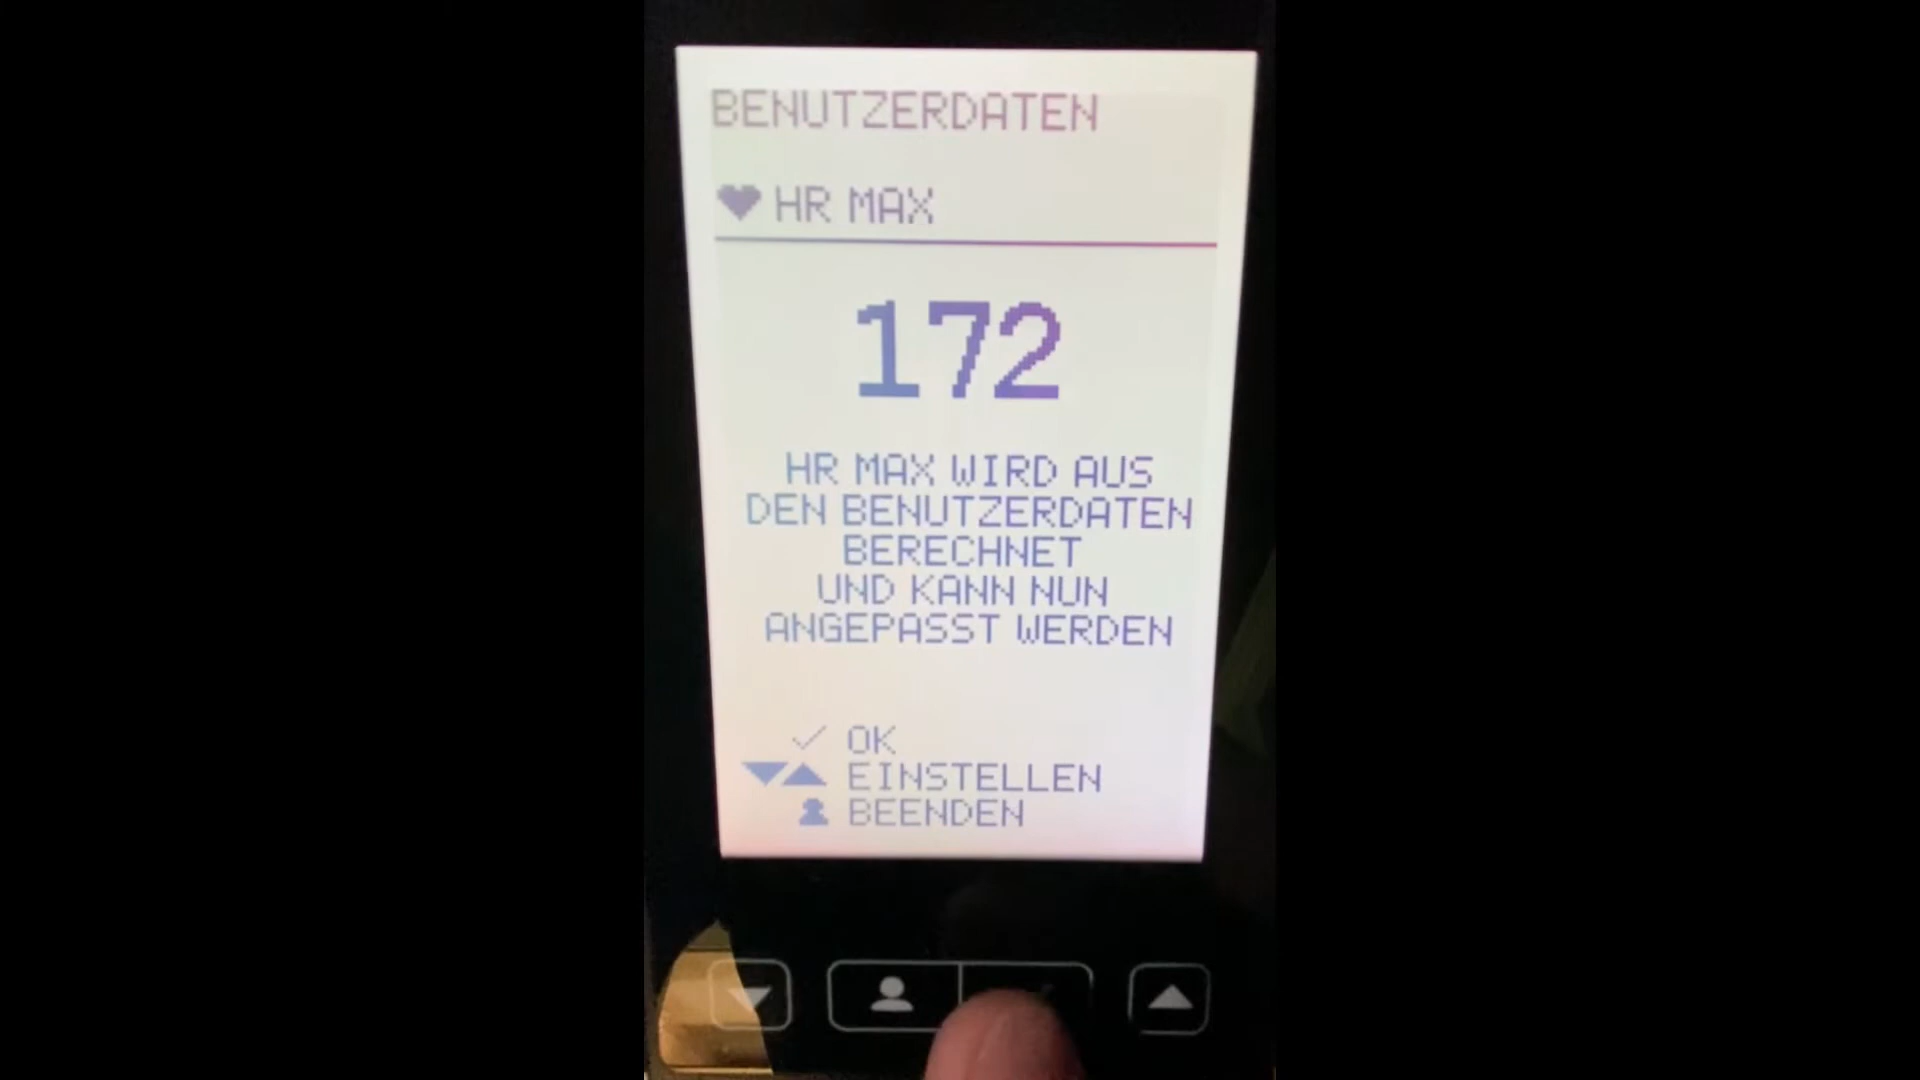 BENUTZERDATEN
HR MAX
172
HR MAX WIRD AUS
DEN BENUTZERDATEN
BERECHNET
UND KANN NUN
ANGEPASST WERDEN
OK
EINSTELLEN
BEENDEN